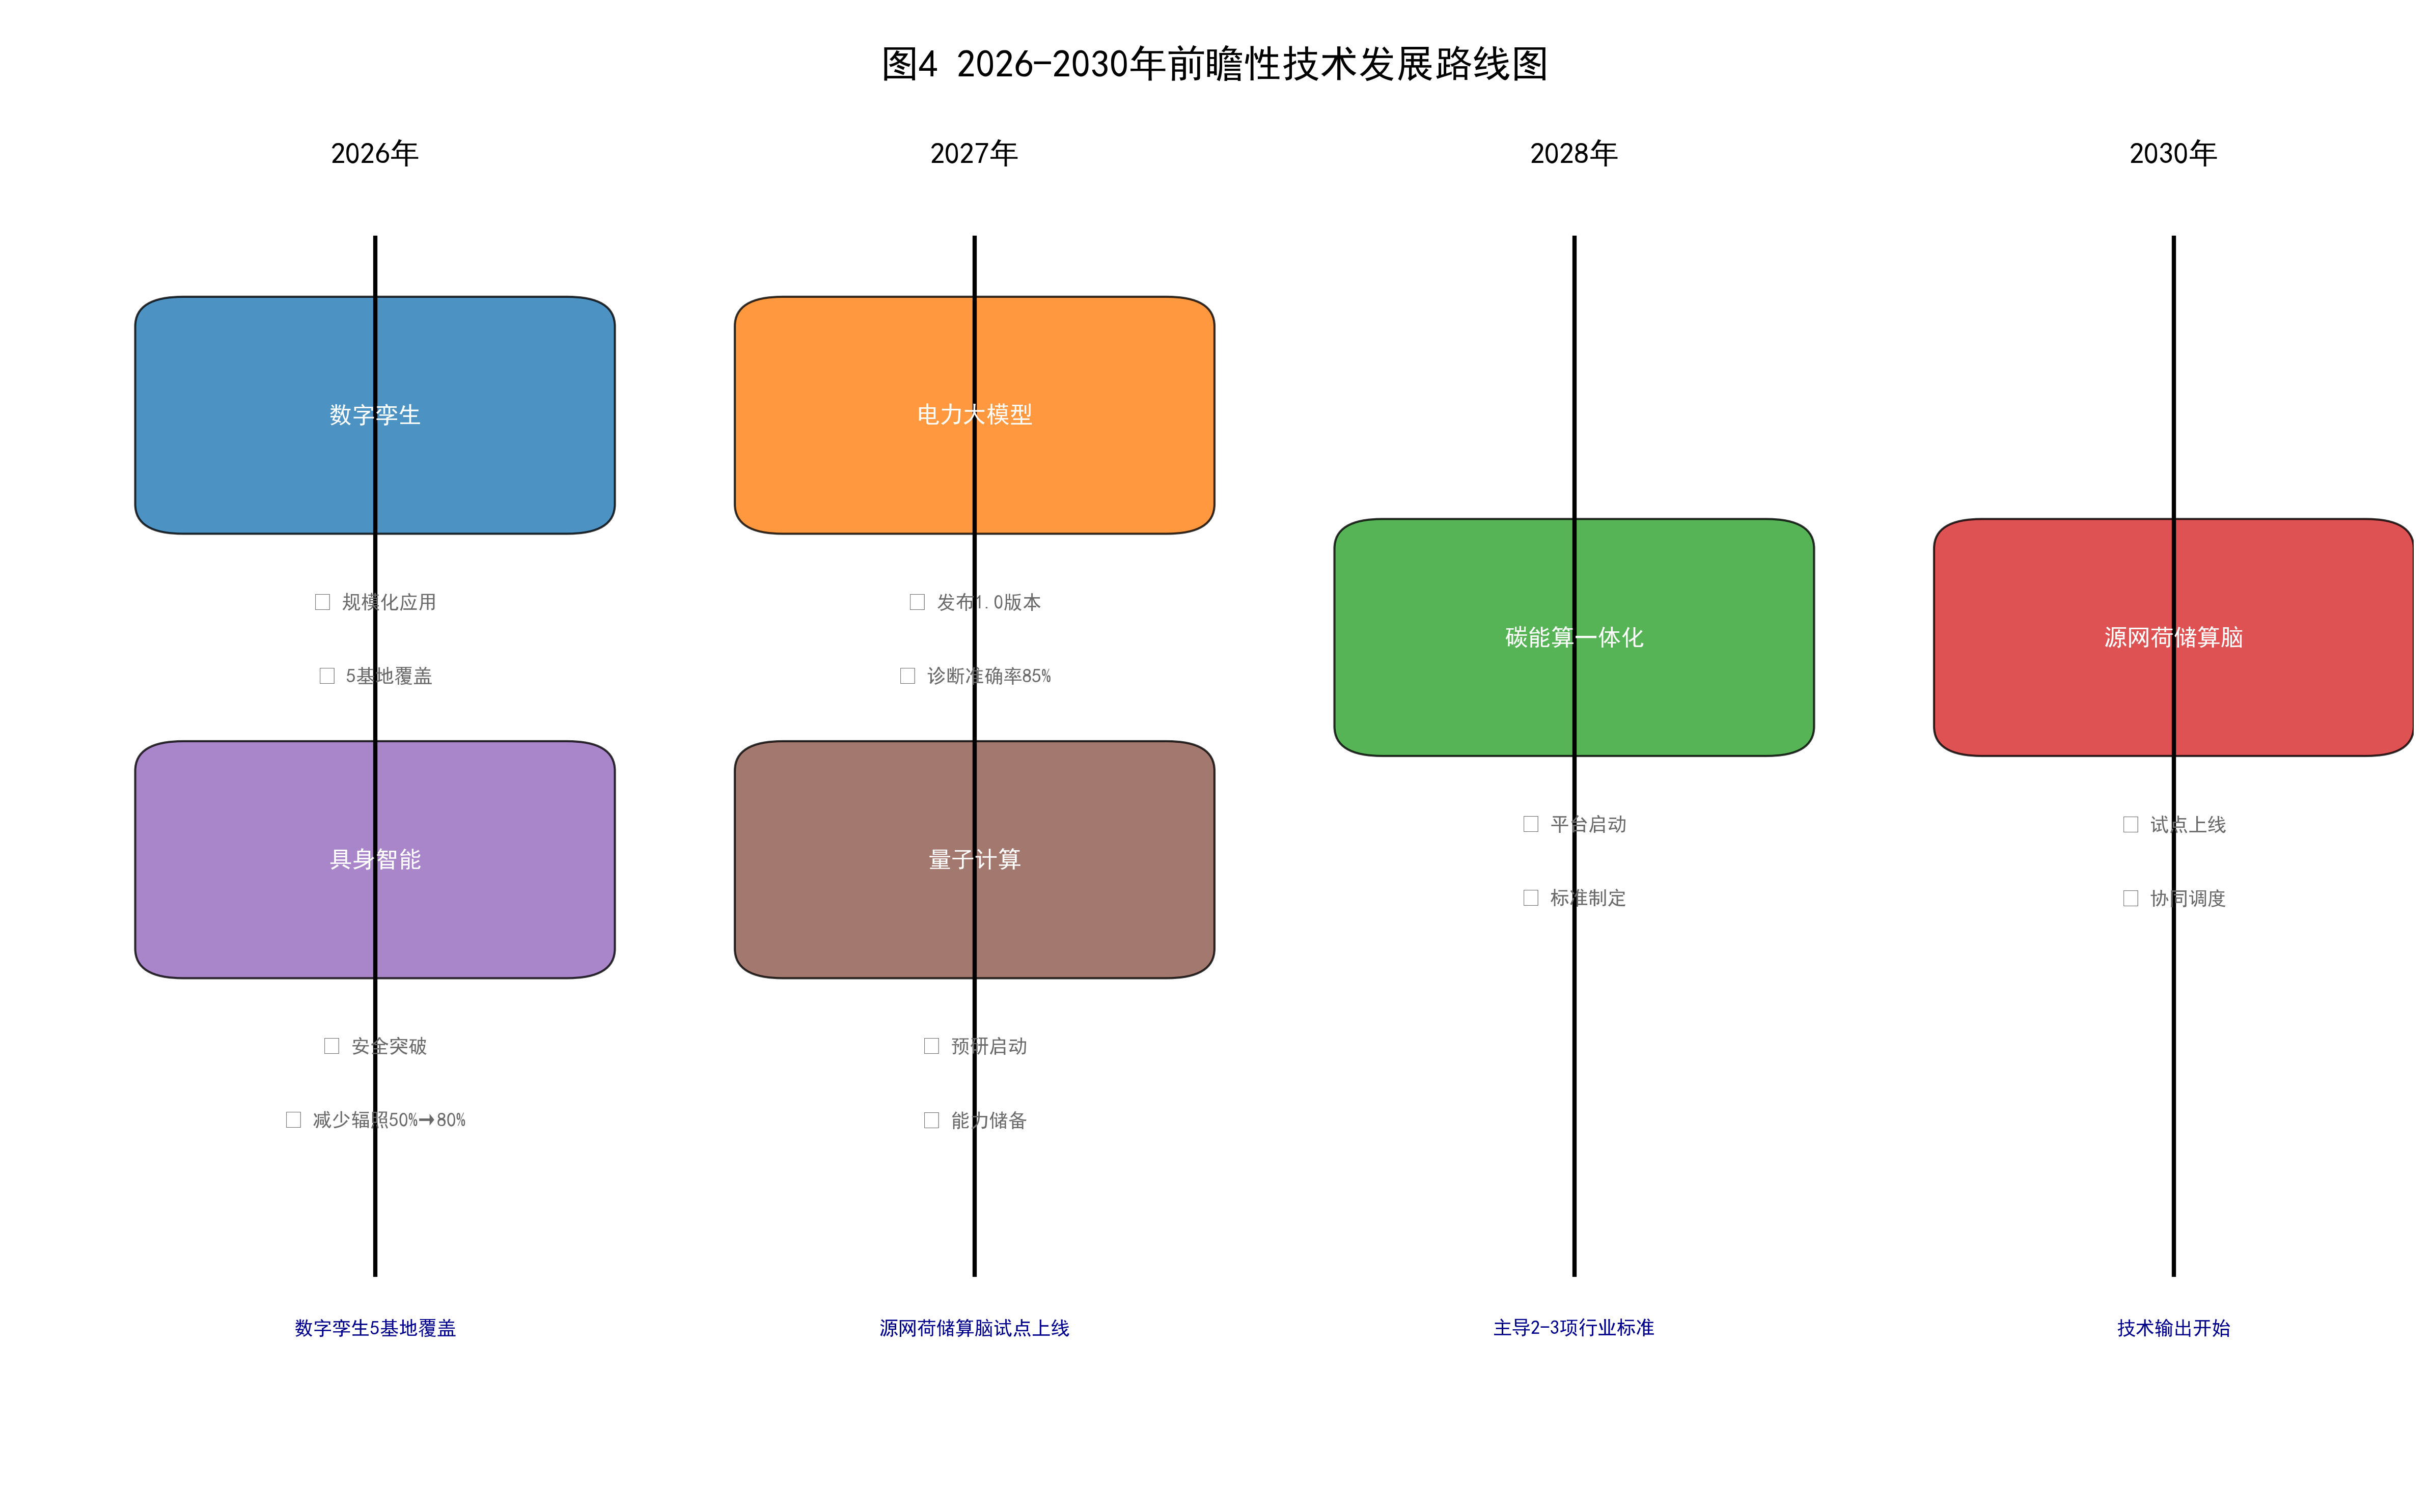 图4 2026-2030年前瞻性技术发展路线图
2026年
2027年
2028年
2030年
数字孪生
□ 规模化应用
□ 5基地覆盖
具身智能
□ 安全突破
□ 减少辐照50%→80%
数字孪生5基地覆盖
电力大模型
□ 发布1.0版本
□ 诊断准确率85%
量子计算
□ 预研启动
□ 能力储备
源网荷储算脑试点上线
碳能算一体化
□ 平台启动
□ 标准制定
主导2-3项行业标准
源网荷储算脑
□ 试点上线
□ 协同调度
技术输出开始